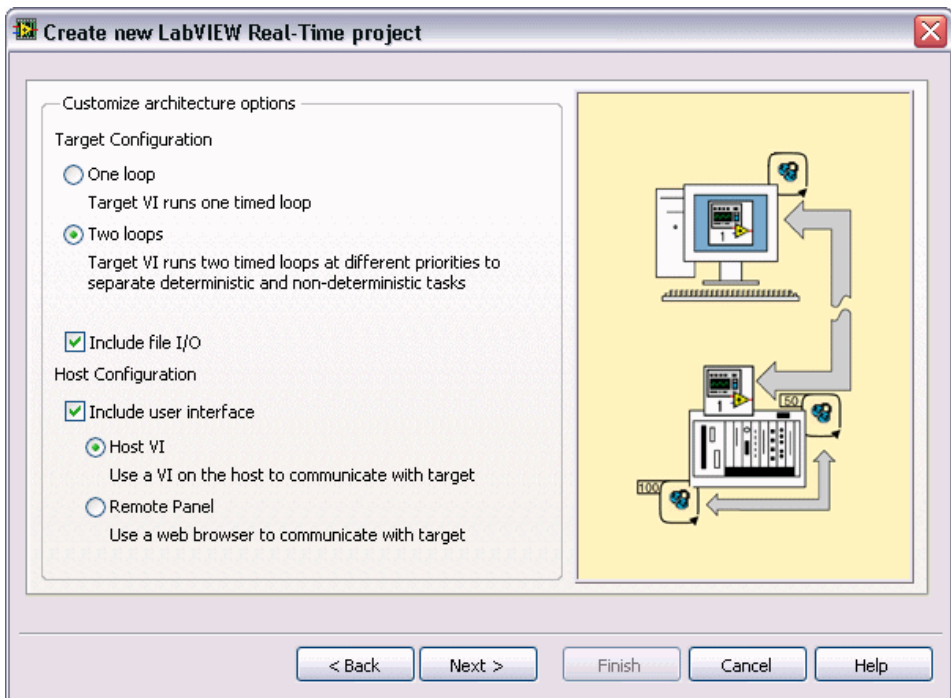 Create new LabVIEW Real-Time project
Customize architecture options
Target Configuration
One loop
Target VI runs one timed loop
Two loops
Target VI runs two timed loops at different priorities to
separate deterministic and non-deterministic tasks
Include file I/O
Host Configuration
Include user interface
Host VI
Use a VI on the host to communicate with target
Remote Panel
Use a web browser to communicate with target
1
1
50
100
< Back
Next >
Finish
Cancel
Help